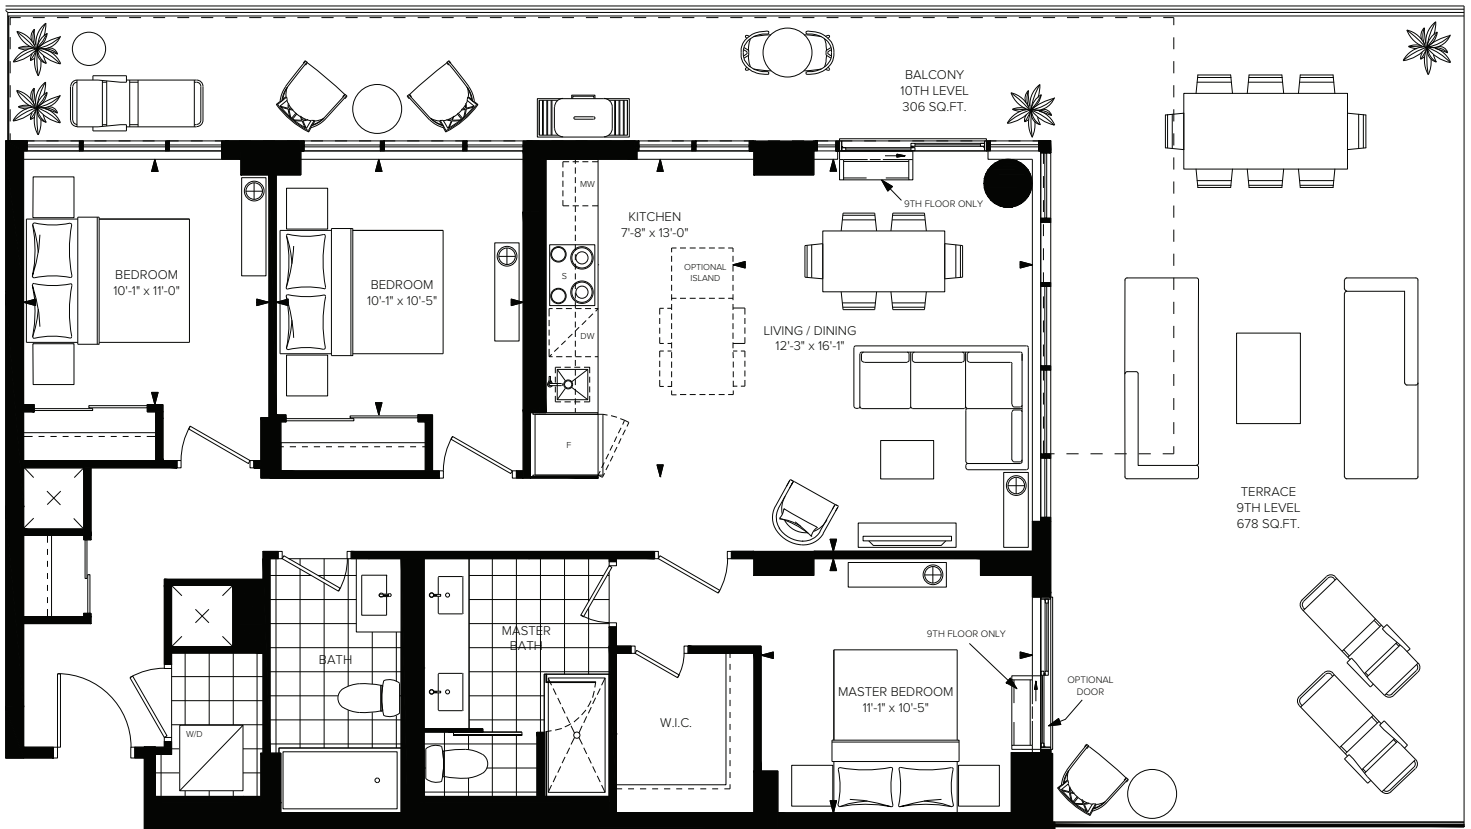 BALCONY
10TH LEVEL
306 SQ.FT.
MW
9TH FLOOR ONLY
KITCHEN
7'-8" x 13'-0"
OPTIONAL
ISLAND
S
BEDROOM
10'-1" x 11'-0"
BEDROOM
10'-1" x 10'-5"
DW
LIVING / DINING
12'-3" x 16'-1"
F
TERRACE
9TH LEVEL
678 SQ.FT.
MASTER
BATH
9TH FLOOR ONLY
BATH
OPTIONAL
DOOR
MASTER BEDROOM
11'-1" x 10'-5"
W.I.C.
W/D